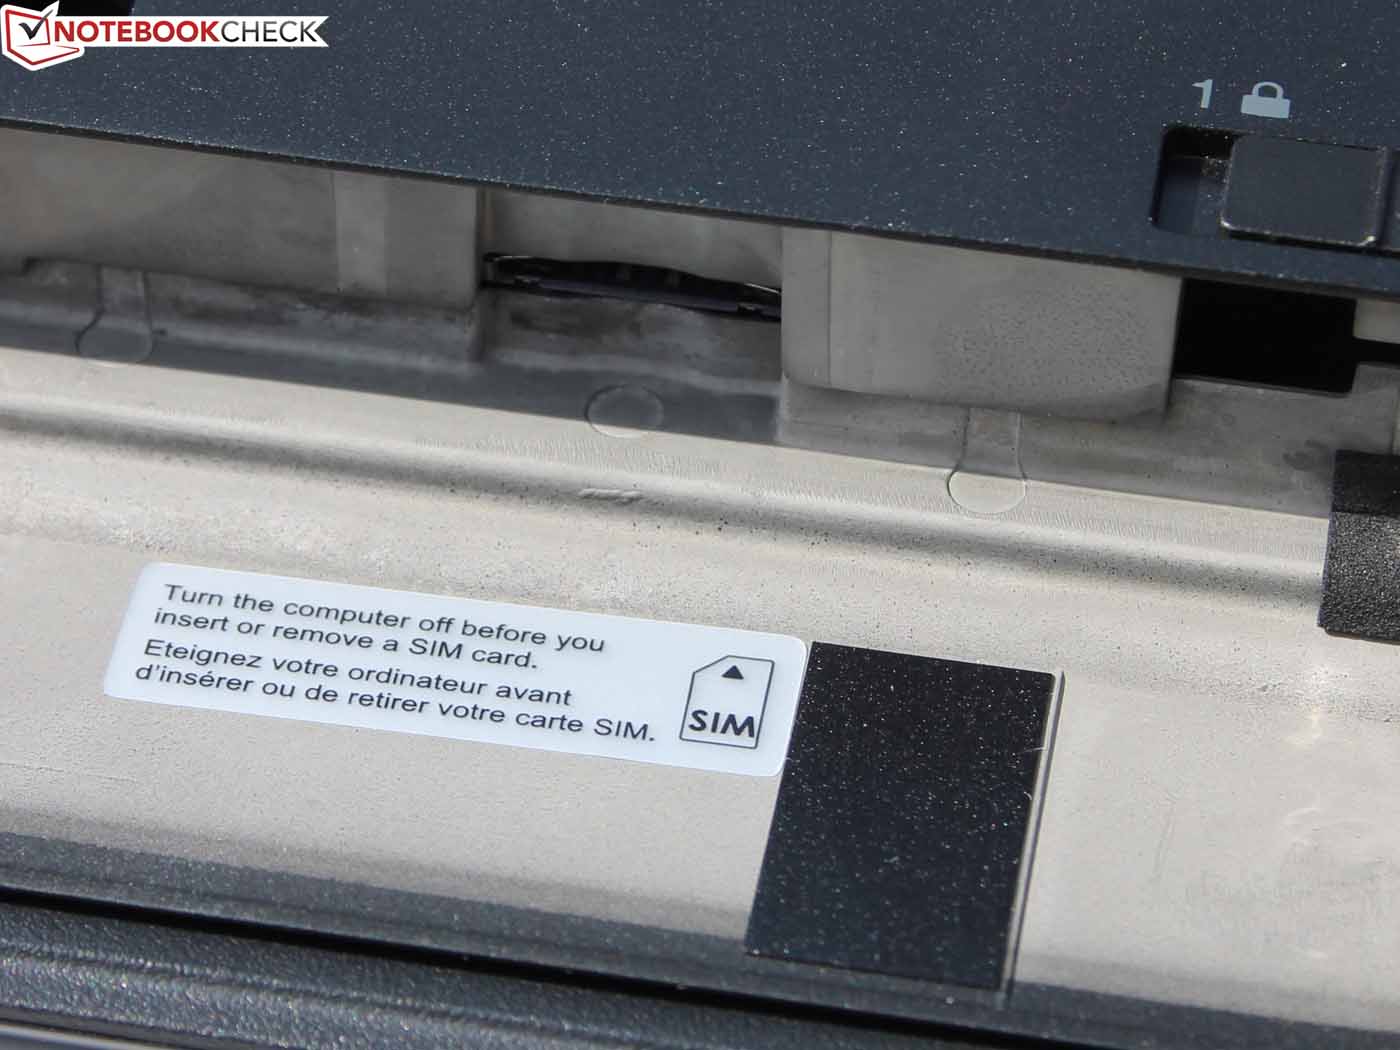 NOTEBOOKCHECK
1
Turn the computer off before you
insert or remove a SIM card.
Eteignez votre ordinateur avant
d'insérer ou de retirer votre carte SIM.
SIM